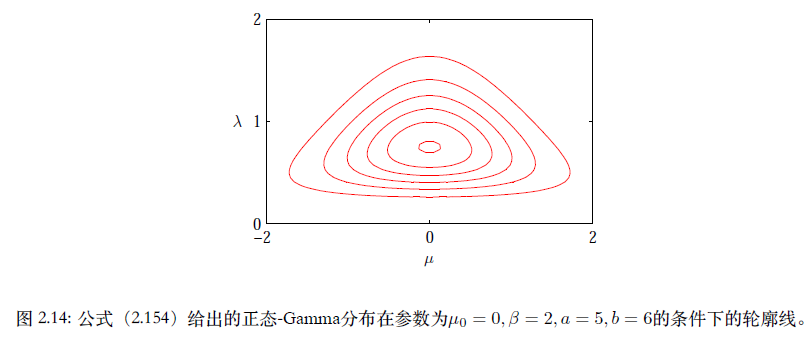 2
λ
1
0
−2
0
2
μ
图 2.14: 公式（2.154）给出的正态-Gamma分布在参数为μ₀ = 0, β = 2, a = 5, b = 6的条件下的轮廓线。